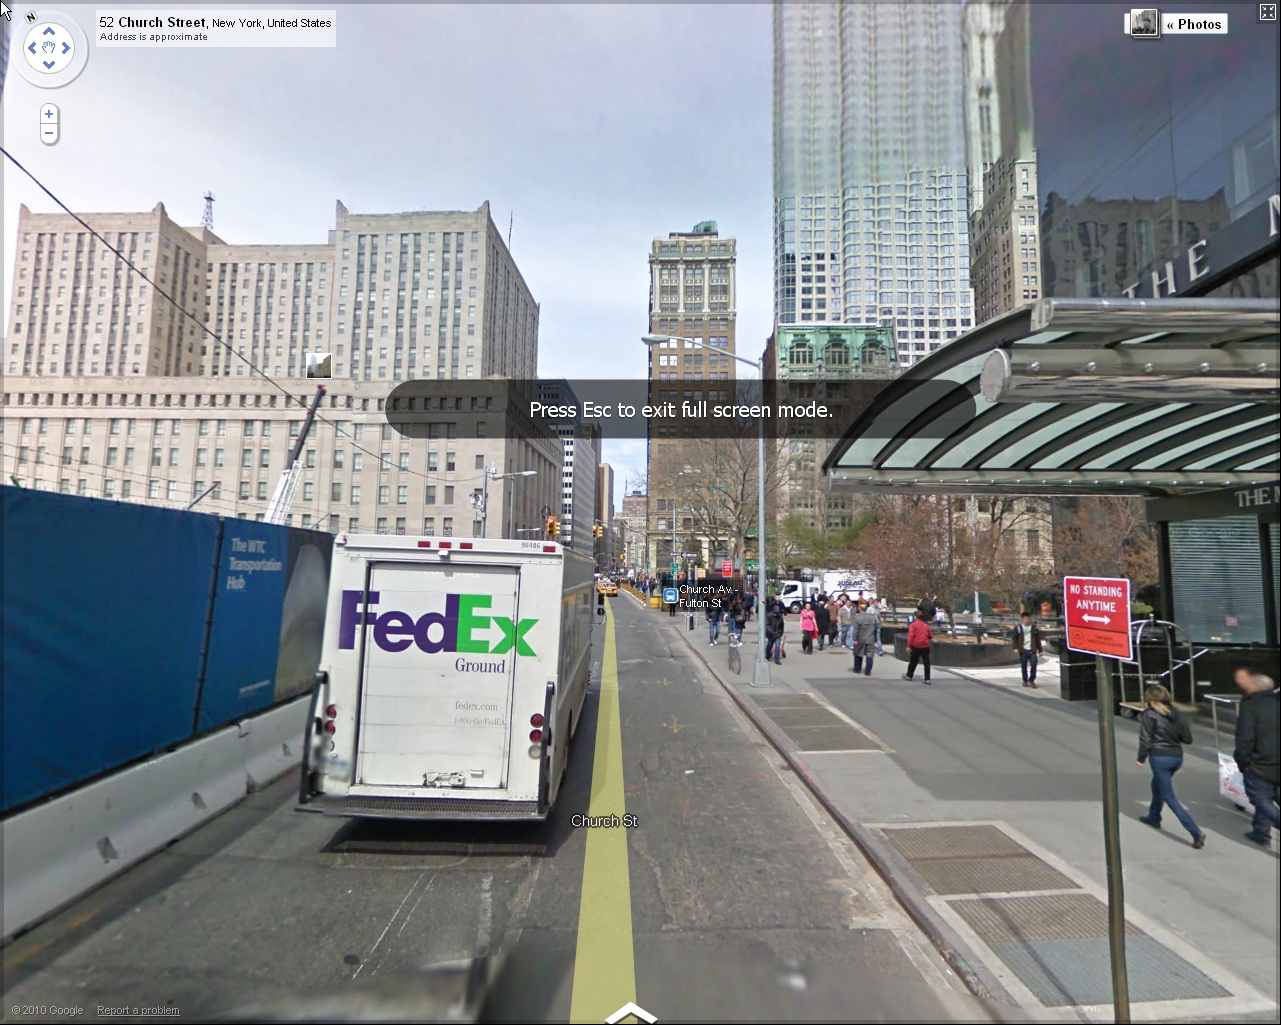 N
52 Church Street, New York, United States
Address is approximate
« Photos
THE
Press Esc to exit full screen mode.
THE
The WTC
Transportation
Hub
96486
FedEx
Ground
fedex.com
Church Av -
Fulton St
NO STANDING
ANYTIME
Church St
© 2010 Google
Report a problem